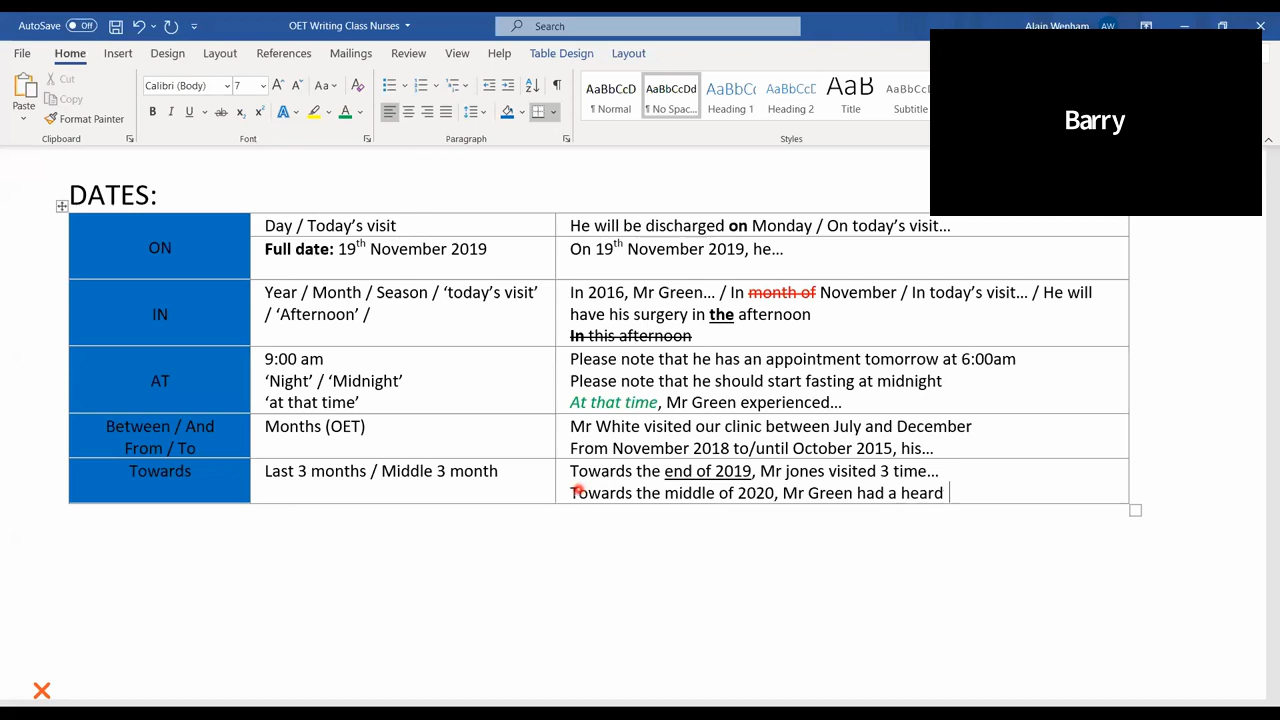 AutoSave Off OET Writing Class Nurses Search Alain Wenham AW
File Home Insert Design Layout References Mailings Review View Help Table Design Layout
Paste Cut Copy Format Painter
Calibri (Body) 7
AaBbCcD AaBbCcDd AaBbCc AaBbCcD AaB AaBbCcD
¶ Normal ¶ No Spac... Heading 1 Heading 2 Title Subtitle
Clipboard Font Paragraph Styles
Barry
DATES:
ON
Day / Today's visit
He will be discharged on Monday / On today's visit...
Full date: 19th November 2019
On 19th November 2019, he...
IN
Year / Month / Season / 'today's visit'
/ 'Afternoon' /
In 2016, Mr Green... / In month of November / In today's visit... / He will
have his surgery in the afternoon
In this afternoon
AT
9:00 am
'Night' / 'Midnight'
'at that time'
Please note that he has an appointment tomorrow at 6:00am
Please note that he should start fasting at midnight
At that time, Mr Green experienced...
Between / And
From / To
Months (OET)
Mr White visited our clinic between July and December
From November 2018 to/until October 2015, his...
Towards
Last 3 months / Middle 3 month
Towards the end of 2019, Mr jones visited 3 time...
Towards the middle of 2020, Mr Green had a heard